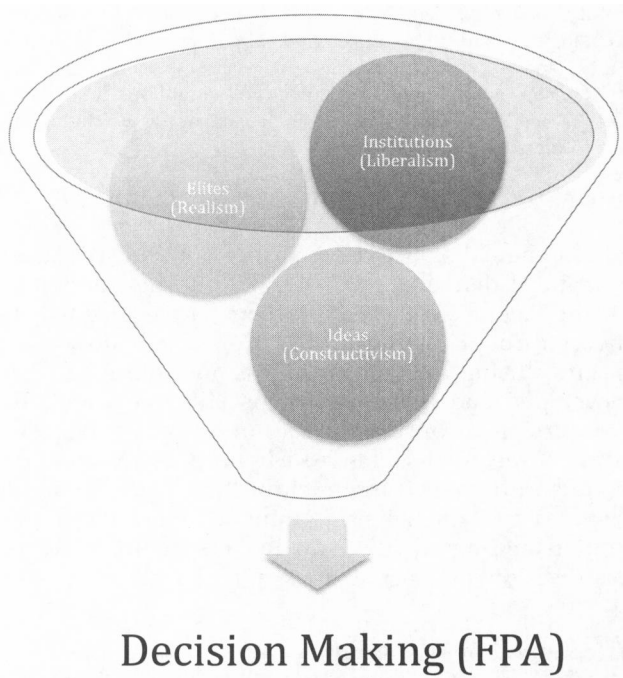 Institutions
(Liberalism)
Elites
(Realism)
Ideas
(Constructivism)
Decision Making (FPA)